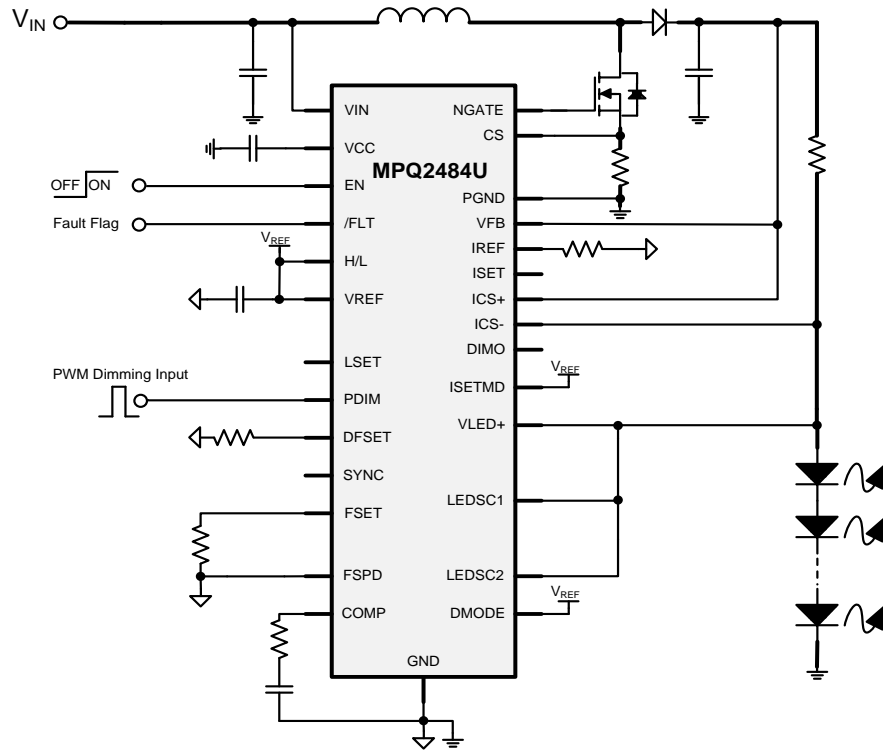 VIN
VIN
NGATE
CS
VCC
MPQ2484U
OFF ON
EN
PGND
Fault Flag
/FLT
VFB
VREF
IREF
H/L
ISET
VREF
ICS+
ICS-
DIMO
LSET
VREF
PWM Dimming Input
PDIM
ISETMD
DFSET
VLED+
SYNC
LEDSC1
FSET
FSPD
LEDSC2
VREF
COMP
DMODE
GND